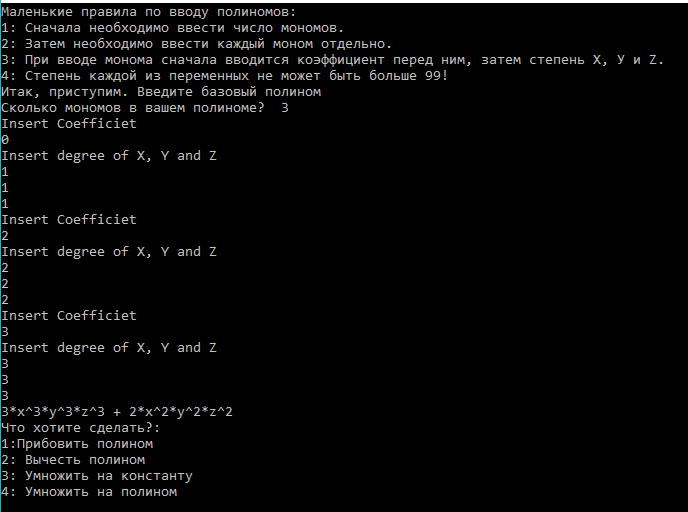 Маленькие правила по вводу полиномов:
1: Сначала необходимо ввести число мономов.
2: Затем необходимо ввести каждый моном отдельно.
3: При вводе монома сначала вводится коэффициент перед ним, затем степень X, У и Z.
4: Степень каждой из переменных не может быть больше 99!
Итак, приступим. Введите базовый полином
Сколько мономов в вашем полиноме?  3
Insert Coefficiet
0
Insert degree of X, Y and Z
1
1
1
Insert Coefficiet
2
Insert degree of X, Y and Z
2
2
2
Insert Coefficiet
3
Insert degree of X, Y and Z
3
3
3
3*x^3*y^3*z^3 + 2*x^2*y^2*z^2
Что хотите сделать?:
1:Прибовить полином
2: Вычесть полином
3: Умножить на константу
4: Умножить на полином